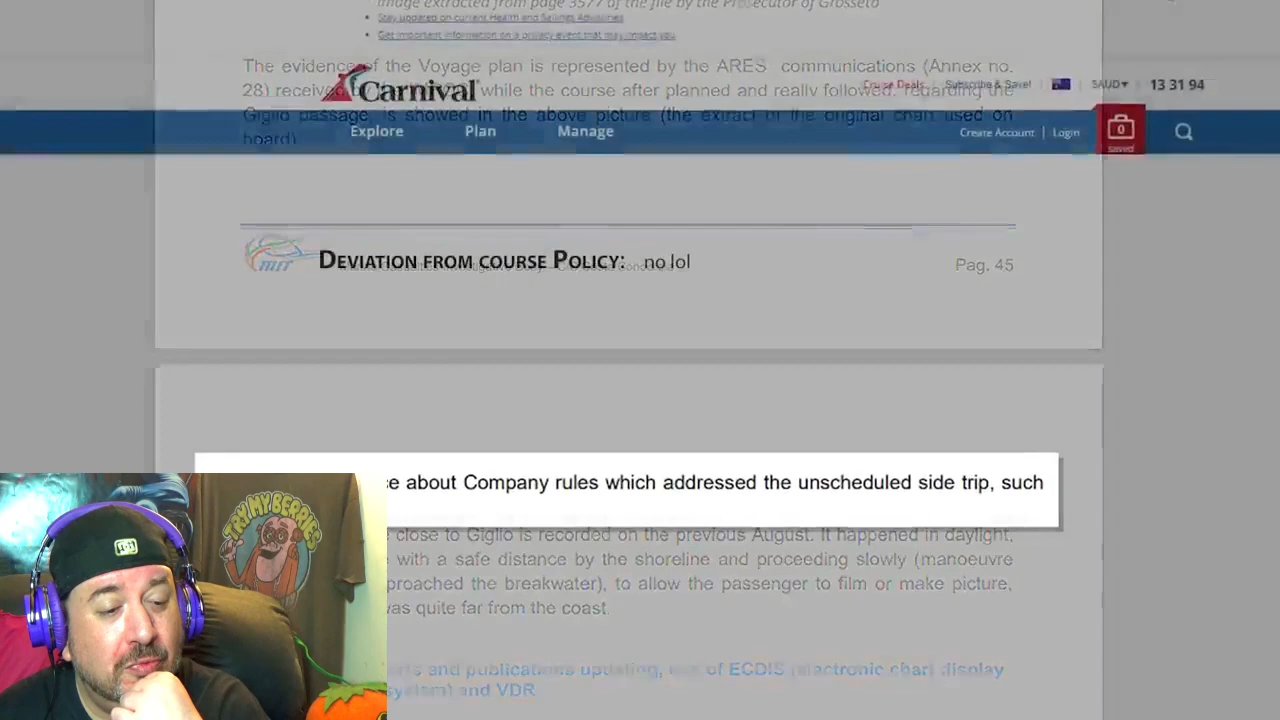 image extracted from page 3577 of the file by the Prosecutor of Grosseto
Stay updated on current Health and Sailings Advisories
Get important information on a privacy event that may impact you
The evidence of the Voyage plan is represented by the ARES communications (Annex no.
Carnival
Cruise Deals
Subscribe & Save!
$AUD
13 31 94
28) received while the course after planned and really followed, regarding the
Giglio passage, is showed in the above picture (the extract of the original chart used on
board)
Explore
Plan
Manage
Create Account
Login
0
saved
DEVIATION FROM COURSE POLICY: no lol
Pag. 45
about Company rules which addressed the unscheduled side trip, such
close to Giglio is recorded on the previous August. It happened in daylight,
with a safe distance by the shoreline and proceeding slowly (manoeuvre
the breakwater), to allow the passenger to film or make picture,
was quite far from the coast.
and publications updating, use of ECDIS (electronic chart display
system) and VDR
TRY MY BERRIES